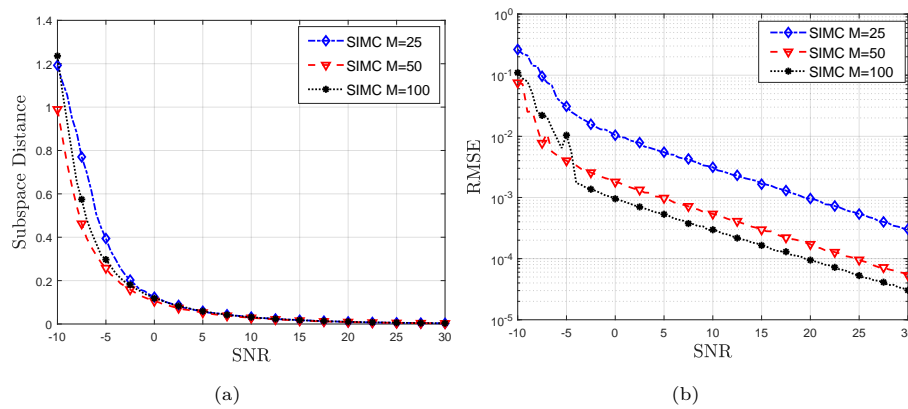 SIMC M=25
SIMC M=50
SIMC M=100
Subspace Distance
1.4
1.2
1
0.8
0.6
0.4
0.2
0
-10 -5 0 5 10 15 20 25 30
SNR
(a)
SIMC M=25
SIMC M=50
SIMC M=100
RMSE
10^0
10^-1
10^-2
10^-3
10^-4
10^-5
-10 -5 0 5 10 15 20 25 30
SNR
(b)